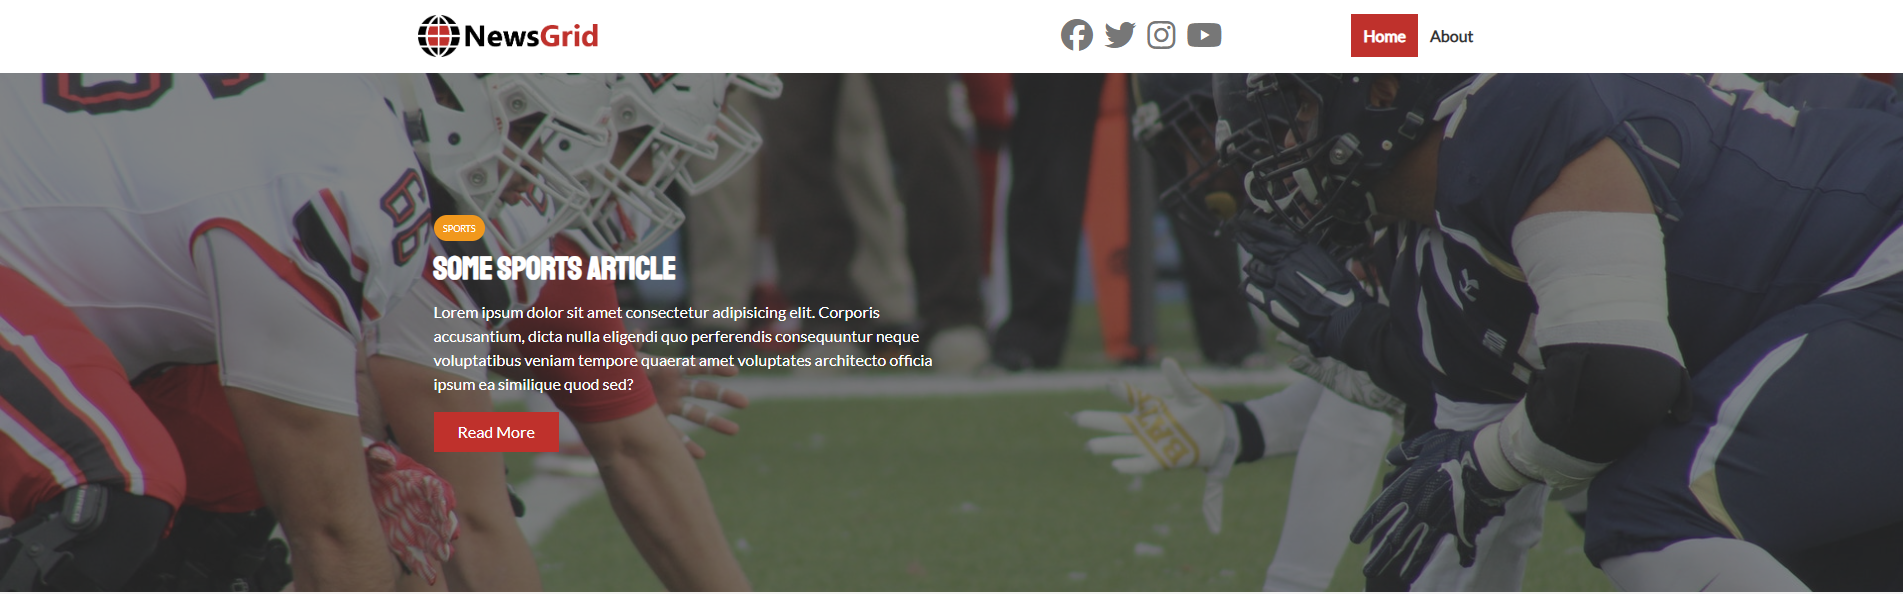 NewsGrid
Home
About
SPORTS
SOME SPORTS ARTICLE
Lorem ipsum dolor sit amet consectetur adipisicing elit. Corporis
accusantium, dicta nulla eligendi quo perferendis consequuntur neque
voluptatibus veniam tempore quaerat amet voluptates architecto officia
ipsum ea similique quod sed?
Read More